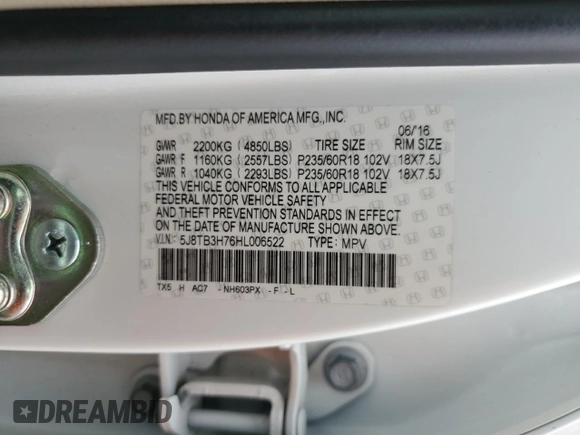 MFD. BY HONDA OF AMERICA MFG., INC. 06/16
GVWR 2200KG (4850LBS) TIRE SIZE RIM SIZE
GAWR F 1160KG (2557LBS) P235/60R18 102V 18X7.5J
GAWR R 1040KG (2293LBS) P235/60R18 102V 18X7.5J
THIS VEHICLE CONFORMS TO ALL APPLICABLE
FEDERAL MOTOR VEHICLE SAFETY
AND THEFT PREVENTION STANDARDS IN EFFECT
ON THE DATE OF MANUFACTURE SHOWN ABOVE.
V.I.N.: 5J8TB3H76HL006522 TYPE: MPV
TX5 H AC7 -NH603PX -F -L
DREAMBID